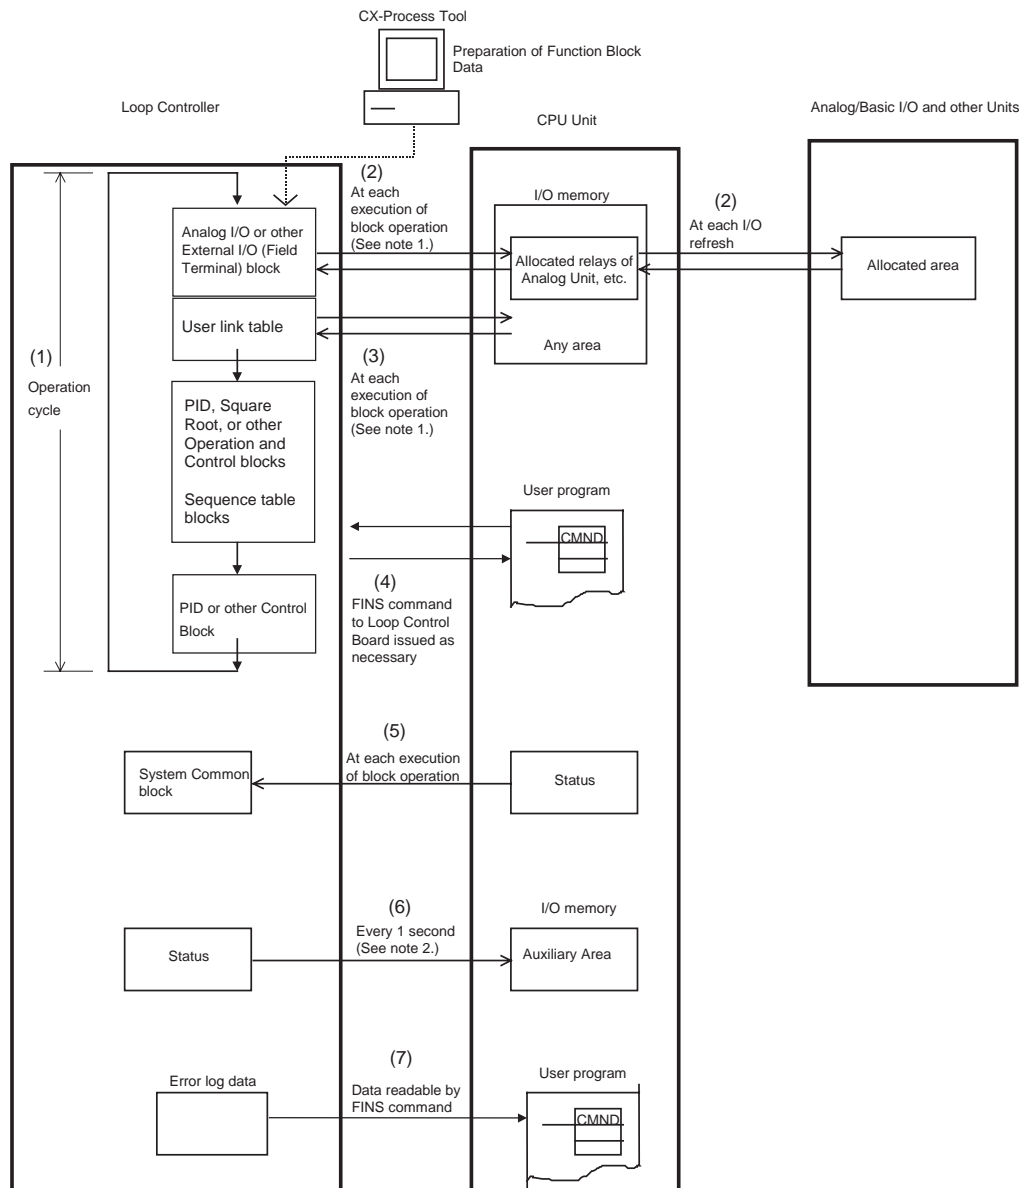 CX-Process Tool
Preparation of Function Block
Data
Loop Controller
CPU Unit
Analog/Basic I/O and other Units
(2)
At each
execution of
block operation
(See note 1.)
I/O memory
(2)
At each I/O
refresh
Analog I/O or other
External I/O (Field
Terminal) block
Allocated relays of
Analog Unit, etc.
Allocated area
User link table
Any area
(1)
Operation
cycle
(3)
At each
execution of
block operation
(See note 1.)
PID, Square
Root, or other
Operation and
Control blocks
Sequence table
blocks
User program
CMND
(4)
FINS command
to Loop Control
Board issued as
necessary
PID or other Control
Block
(5)
At each execution
of block operation
System Common
block
Status
(6)
Every 1 second
(See note 2.)
I/O memory
Status
Auxiliary Area
(7)
Data readable by
FINS command
Error log data
User program
CMND